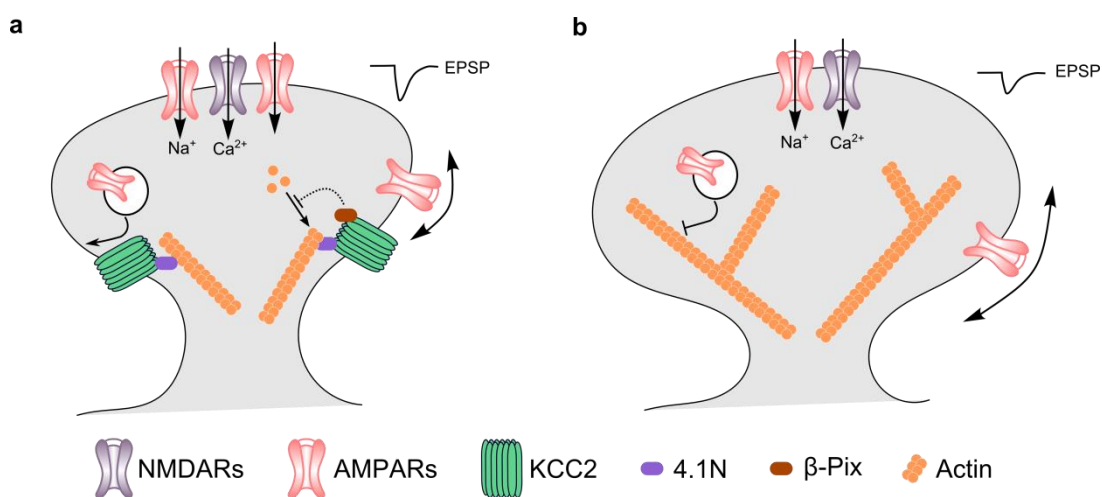 a
EPSP
Na+ Ca2+
b
EPSP
Na+ Ca2+
NMDARs AMPARs KCC2 4.1N β-Pix Actin